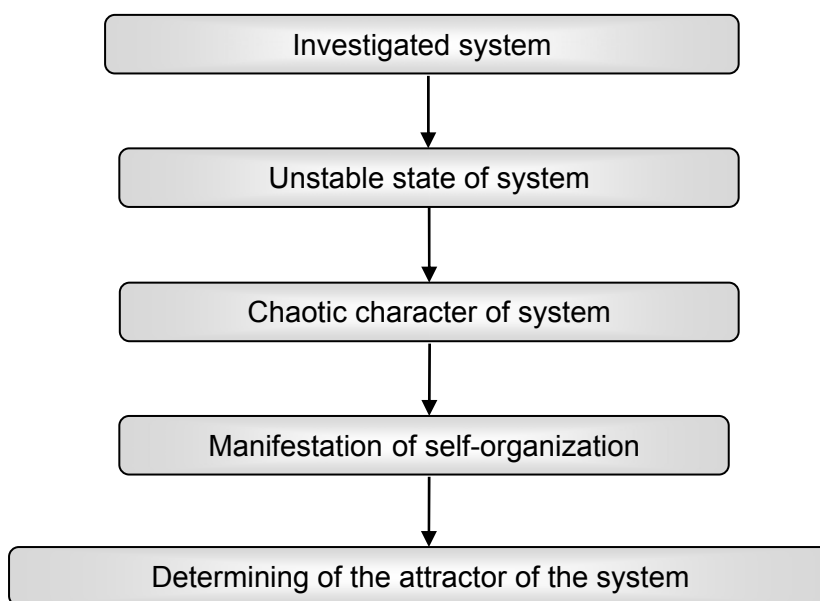 Investigated system
Unstable state of system
Chaotic character of system
Manifestation of self-organization
Determining of the attractor of the system